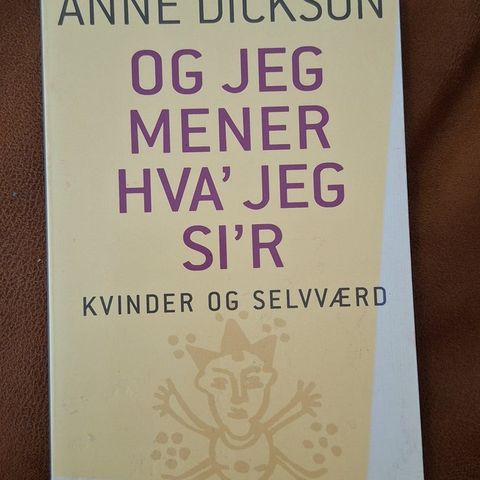 ANNE DICKSON
OG JEG
MENER
HVA' JEG
SI'R
KVINDER OG SELVVÆRD